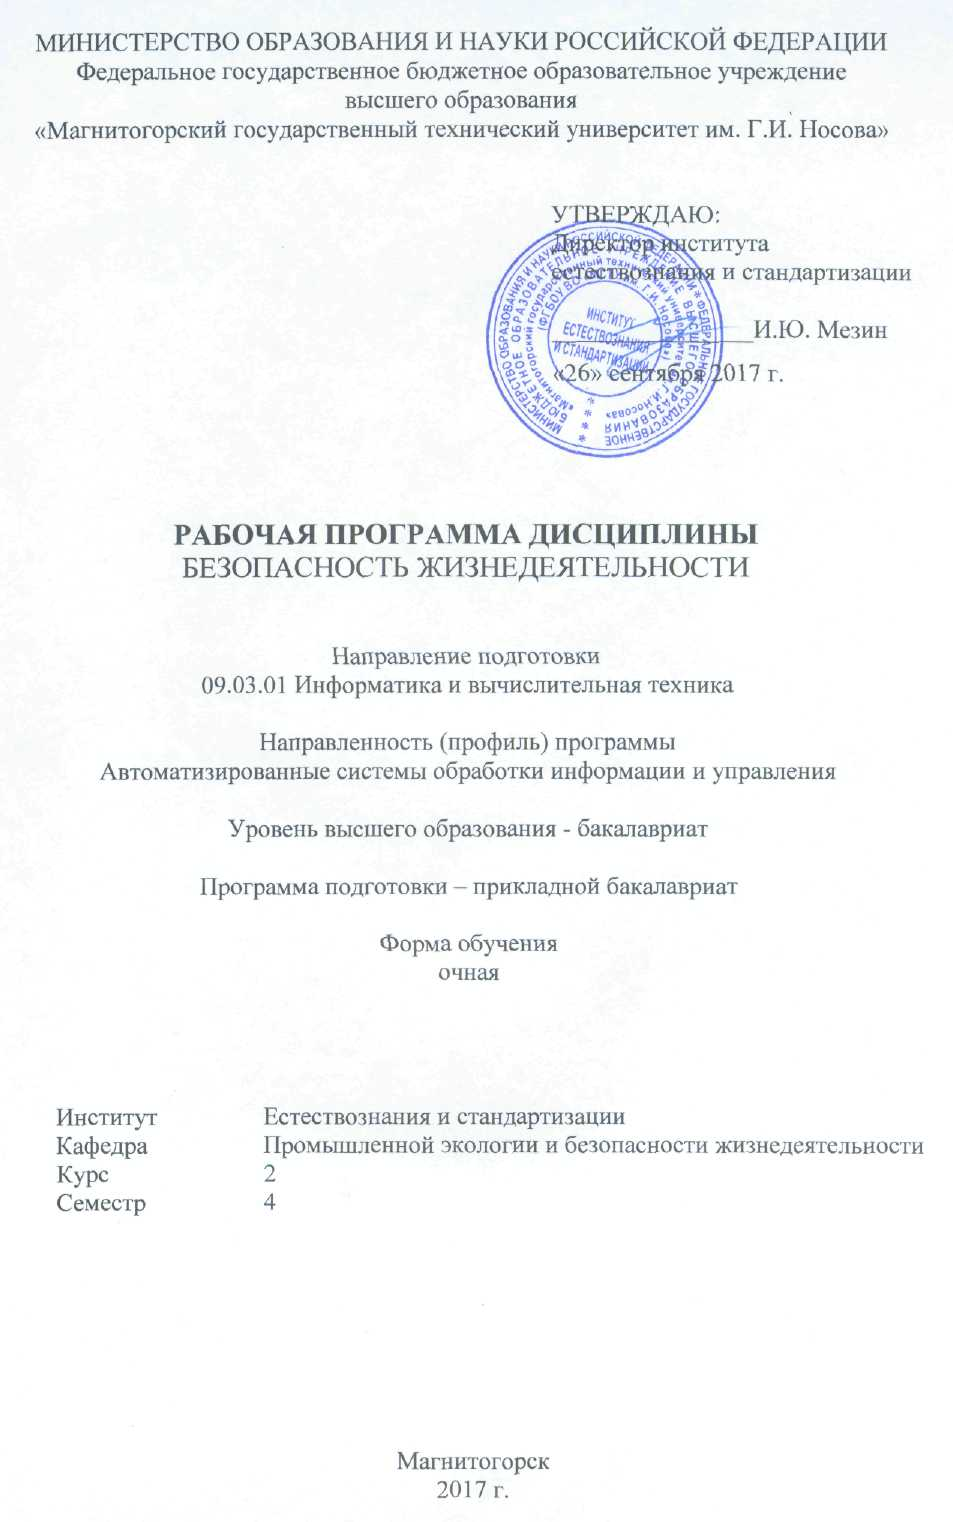 МИНИСТЕРСТВО ОБРАЗОВАНИЯ И НАУКИ РОССИЙСКОЙ ФЕДЕРАЦИИ
Федеральное государственное бюджетное образовательное учреждение
высшего образования
«Магнитогорский государственный технический университет им. Г.И. Носова»
УТВЕРЖДАЮ:
Директор института
естествознания и стандартизации
И.Ю. Мезин
«26» сентября 2017 г.
ИНСТИТУТ
ЕСТЕСТВОЗНАНИЯ
И СТАНДАРТИЗАЦИИ
РАБОЧАЯ ПРОГРАММА ДИСЦИПЛИНЫ
БЕЗОПАСНОСТЬ ЖИЗНЕДЕЯТЕЛЬНОСТИ
Направление подготовки
09.03.01 Информатика и вычислительная техника
Направленность (профиль) программы
Автоматизированные системы обработки информации и управления
Уровень высшего образования - бакалавриат
Программа подготовки – прикладной бакалавриат
Форма обучения
очная
Институт Естествознания и стандартизации
Кафедра Промышленной экологии и безопасности жизнедеятельности
Курс 2
Семестр 4
Магнитогорск
2017 г.